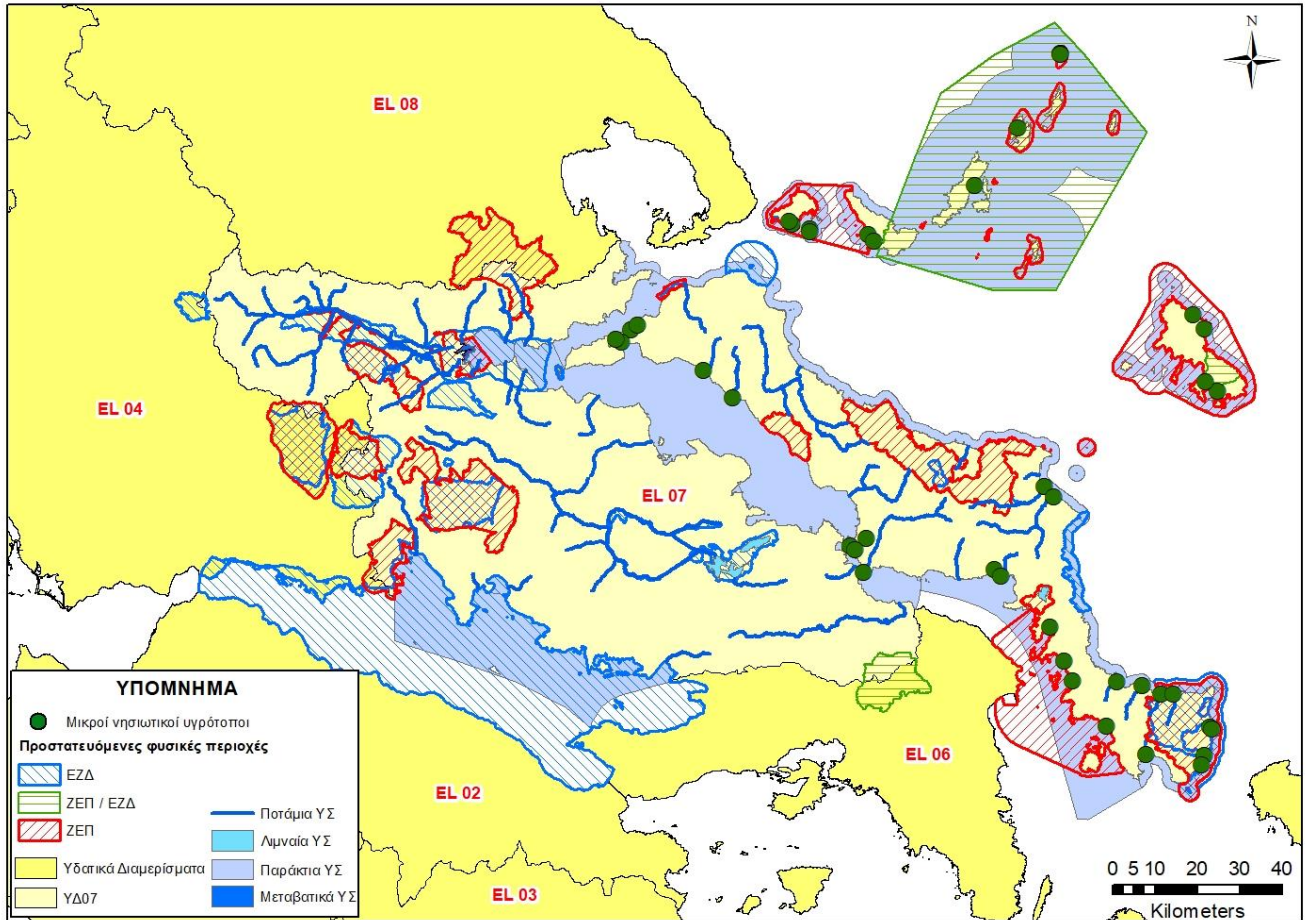 N
EL 08
EL 04
EL 07
EL 06
EL 02
EL 03
ΥΠΟΜΝΗΜΑ
Μικροί νησιωτικοί υγρότοποι
Προστατευόμενες φυσικές περιοχές
ΕΖΔ
ΖΕΠ / ΕΖΔ
ΖΕΠ
Υδατικά Διαμερίσματα
ΥΔ07
Ποτάμια ΥΣ
Λιμναία ΥΣ
Παράκτια ΥΣ
Μεταβατικά ΥΣ
0 5 10 20 30 40
Kilometers